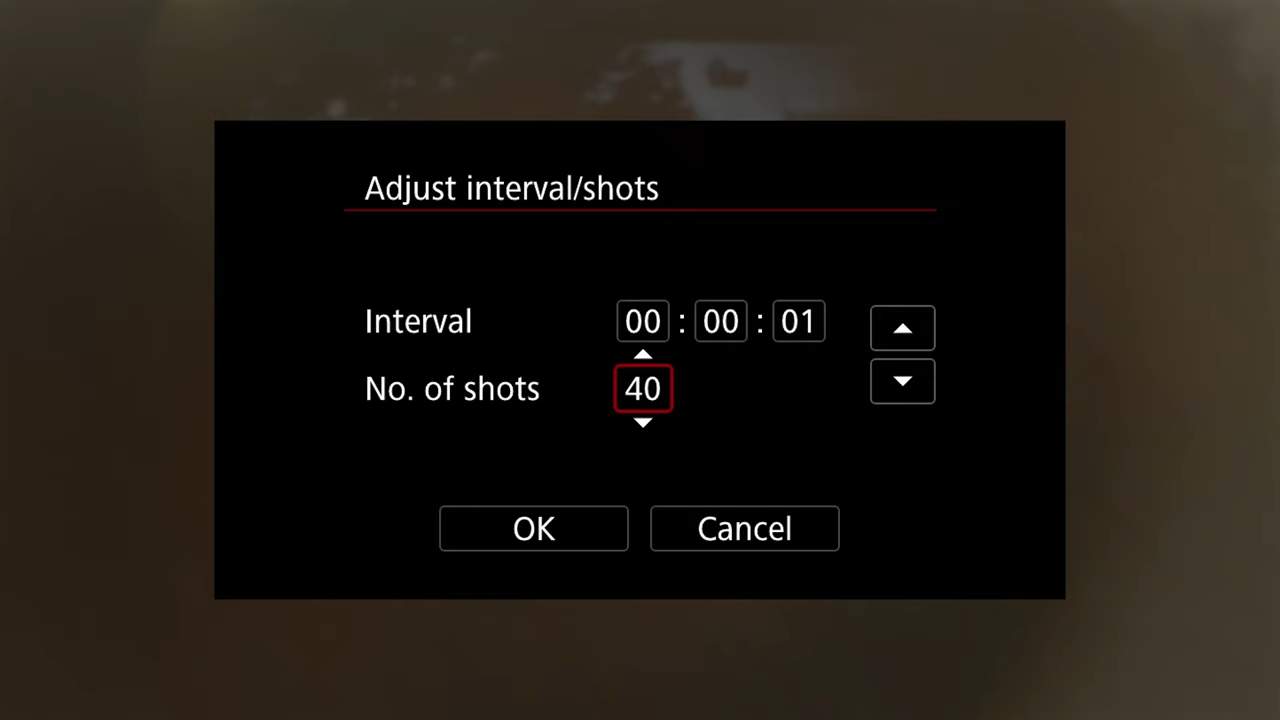 Adjust interval/shots
Interval 00 : 00 : 01
No. of shots 40
OK Cancel